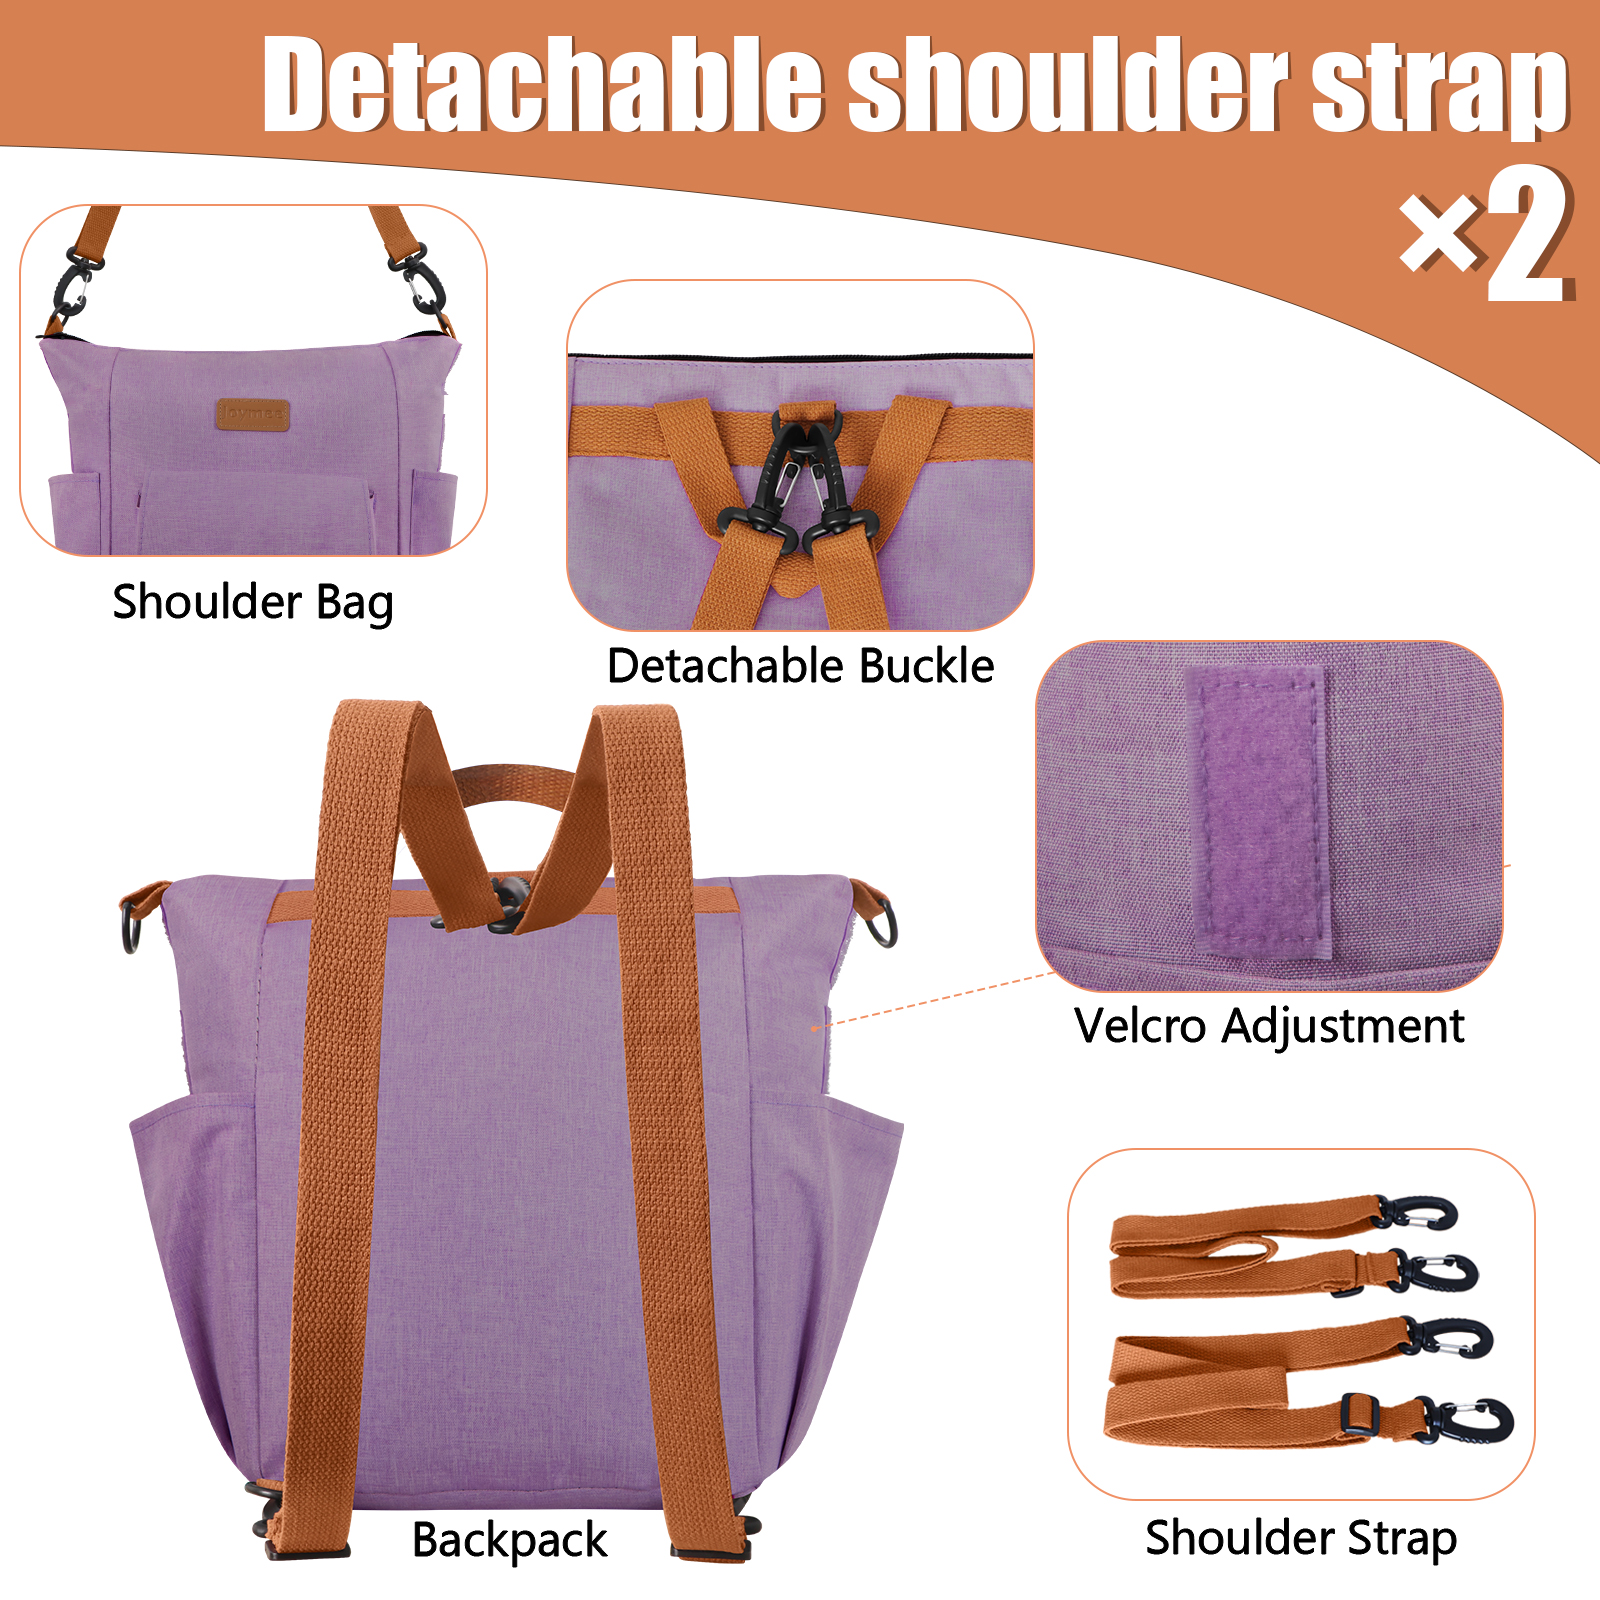 Detachable shoulder strap
×2
Shoulder Bag
Detachable Buckle
Velcro Adjustment
Backpack
Shoulder Strap